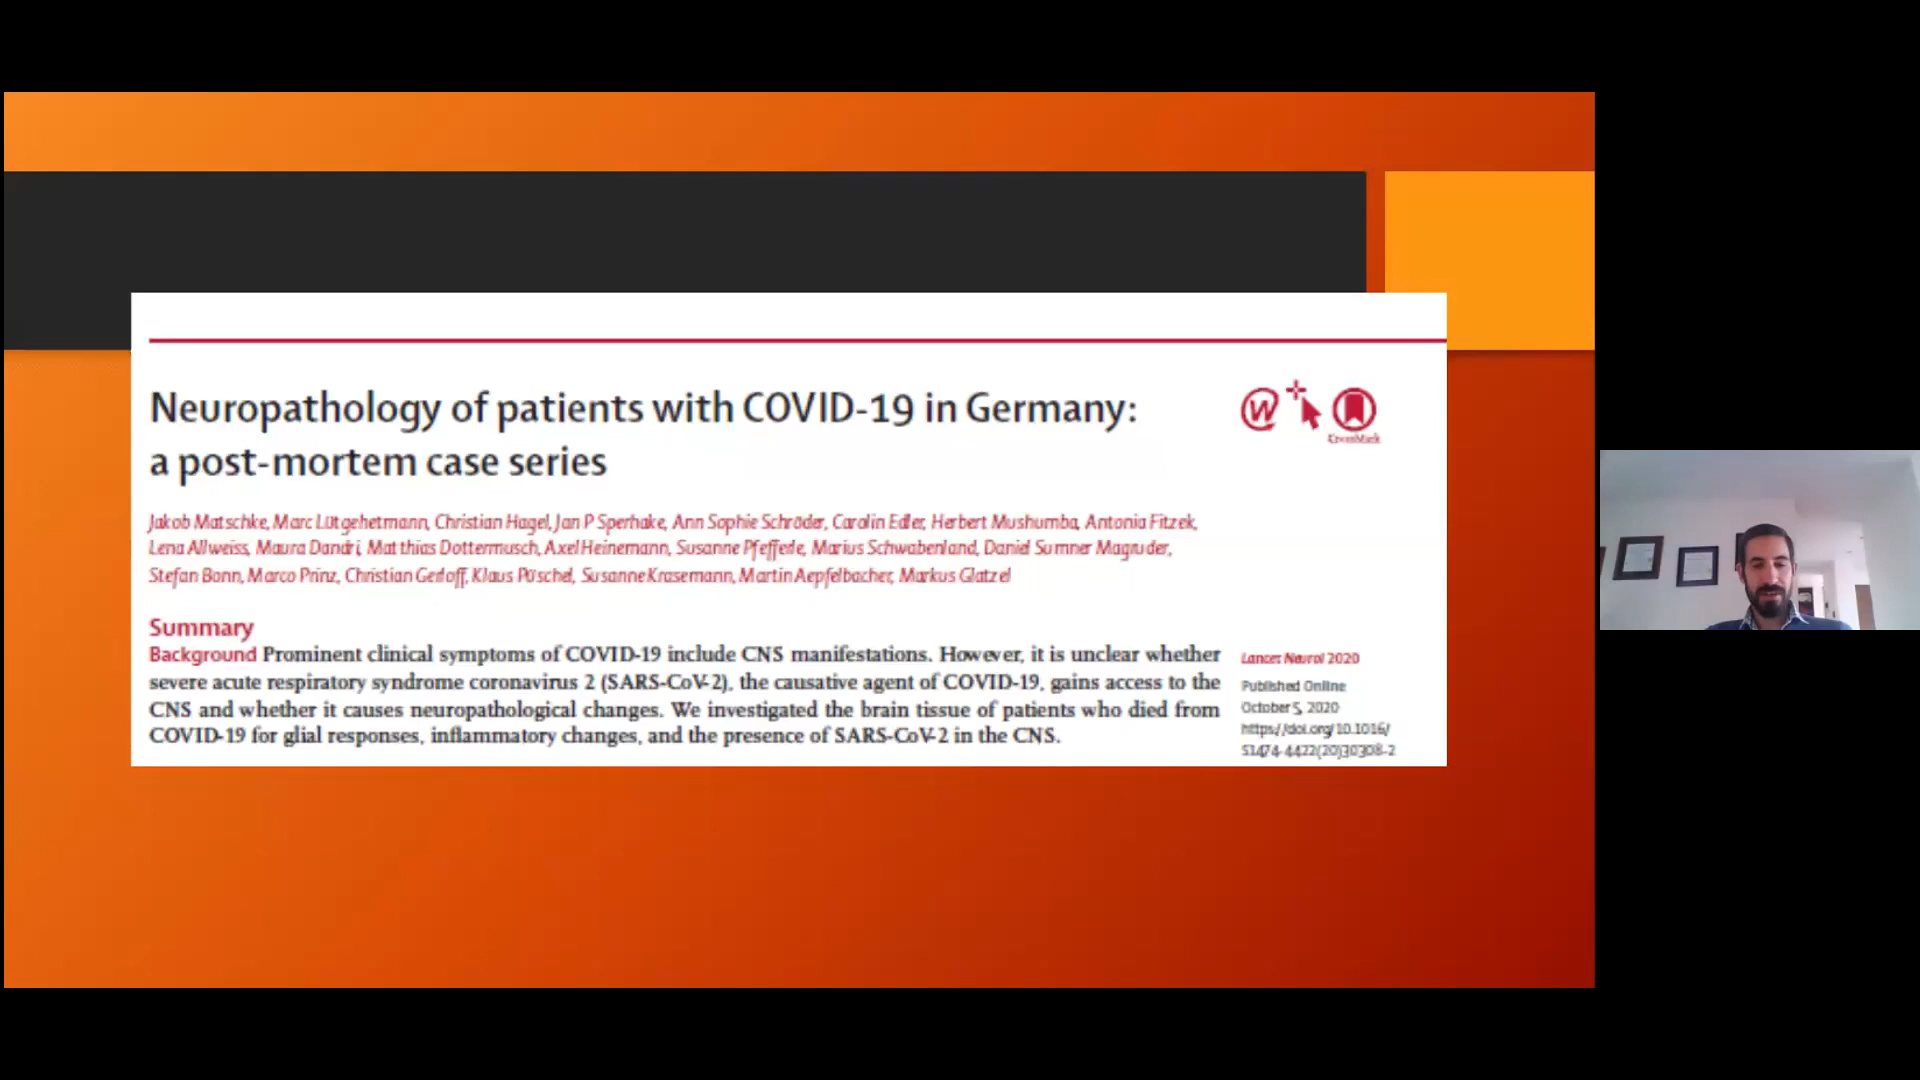 Neuropathology of patients with COVID-19 in Germany:
a post-mortem case series
CrossMark
Jakob Matschke, Marc Lütgehetmann, Christian Hagel, Jan P Sperhake, Ann Sophie Schröder, Carolin Edler, Herbert Mushumba, Antonia Fitzek,
Lena Allweiss, Maura Dandri, Matthias Dottermusch, Axel Heinemann, Susanne Pfefferle, Marius Schwabenland, Daniel Sumner Magruder,
Stefan Bonn, Marco Prinz, Christian Gerloff, Klaus Püschel, Susanne Krasemann, Martin Aepfelbacher, Markus Glatzel
Summary
Background Prominent clinical symptoms of COVID-19 include CNS manifestations. However, it is unclear whether
severe acute respiratory syndrome coronavirus 2 (SARS-CoV-2), the causative agent of COVID-19, gains access to the
CNS and whether it causes neuropathological changes. We investigated the brain tissue of patients who died from
COVID-19 for glial responses, inflammatory changes, and the presence of SARS-CoV-2 in the CNS.
Lancet Neurol 2020
Published Online
October 5, 2020
https://doi.org/10.1016/
S1474-4422(20)30308-2